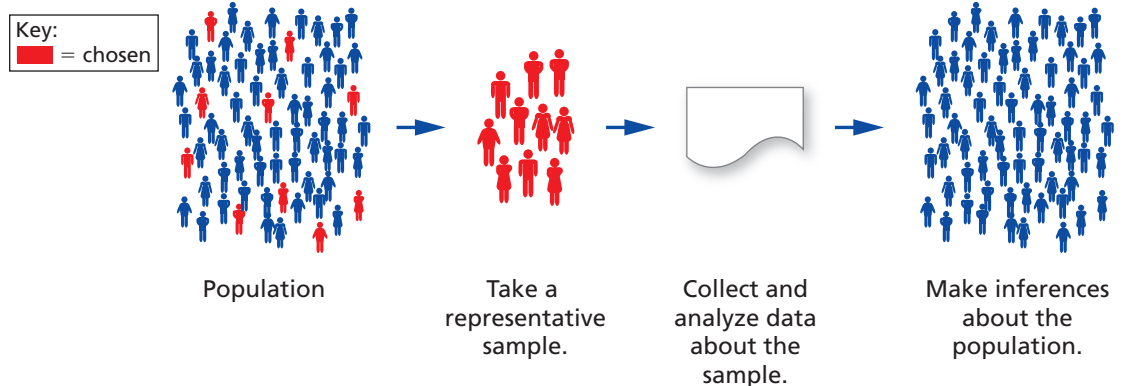 Key:
= chosen
Population
Take a
representative
sample.
Collect and
analyze data
about the
sample.
Make inferences
about the
population.